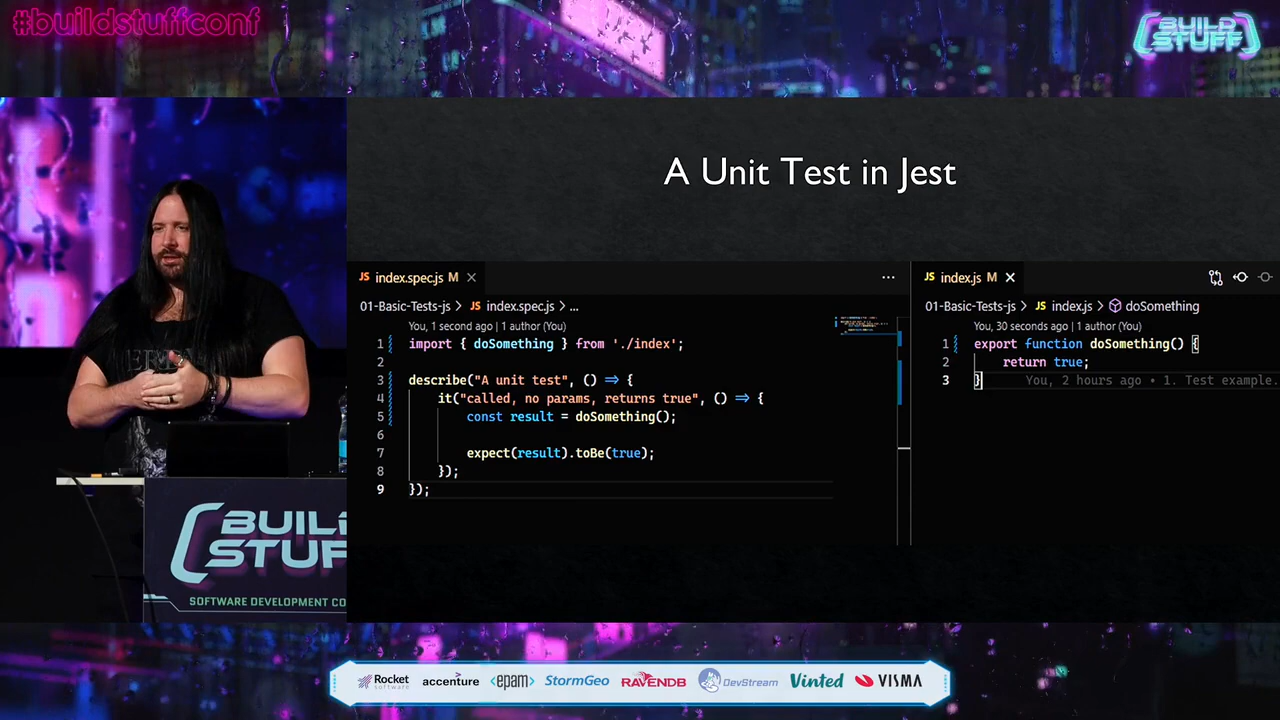 #buildstuffconf
BUILD
STUFF
A Unit Test in Jest
JS index.spec.js M
01-Basic-Tests-js > JS index.spec.js > ...
You, 1 second ago | 1 author (You)
1 import { doSomething } from './index';
2
3 describe("A unit test", () => {
4 it("called, no params, returns true", () => {
5 const result = doSomething();
6
7 expect(result).toBe(true);
8 });
9 });
JS index.js M
01-Basic-Tests-js > JS index.js > doSomething
You, 30 seconds ago | 1 author (You)
1 export function doSomething() {
2 return true;
3 } You, 2 hours ago • 1. Test example.
BUIL
STUF
SOFTWARE DEVELOPMENT CO
Rocket software
accenture
<epam>
StormGeo
RAVENDB
DevStream
Vinted
VISMA